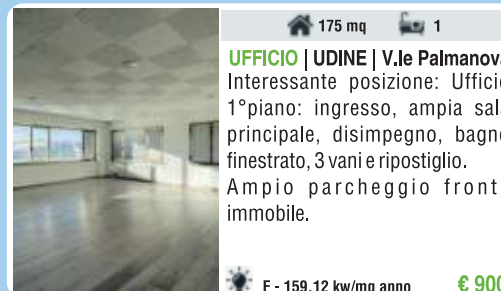 175 mq 1
UFFICIO | UDINE | V.le Palmanova
Interessante posizione: Ufficio
1°piano: ingresso, ampia sala
principale, disimpegno, bagno
finestrato, 3 vani e ripostiglio.
Ampio parcheggio front
immobile.
F - 159,12 kw/mq anno € 900